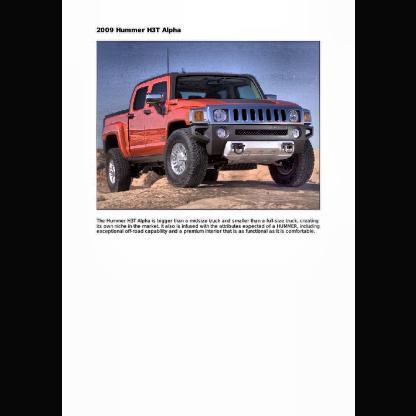 2009 Hummer H3T Alpha
The Hummer H3T Alpha is bigger than a midsize truck and smaller than a full-size truck, creating
its own niche in the market. It also is infused with the attributes expected of a HUMMER, including
exceptional off-road capability and a premium interior that is as functional as it is comfortable.